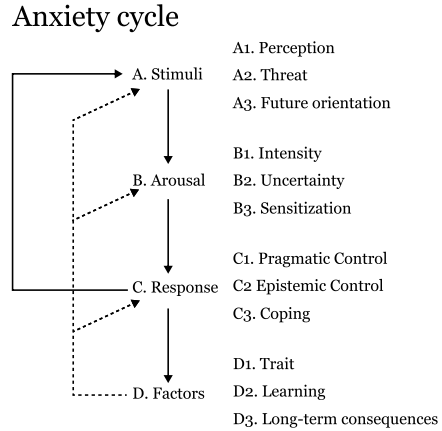 Anxiety cycle
A1. Perception
A. Stimuli
A2. Threat
A3. Future orientation
B1. Intensity
B. Arousal
B2. Uncertainty
B3. Sensitization
C1. Pragmatic Control
C. Response
C2 Epistemic Control
C3. Coping
D1. Trait
D. Factors
D2. Learning
D3. Long-term consequences